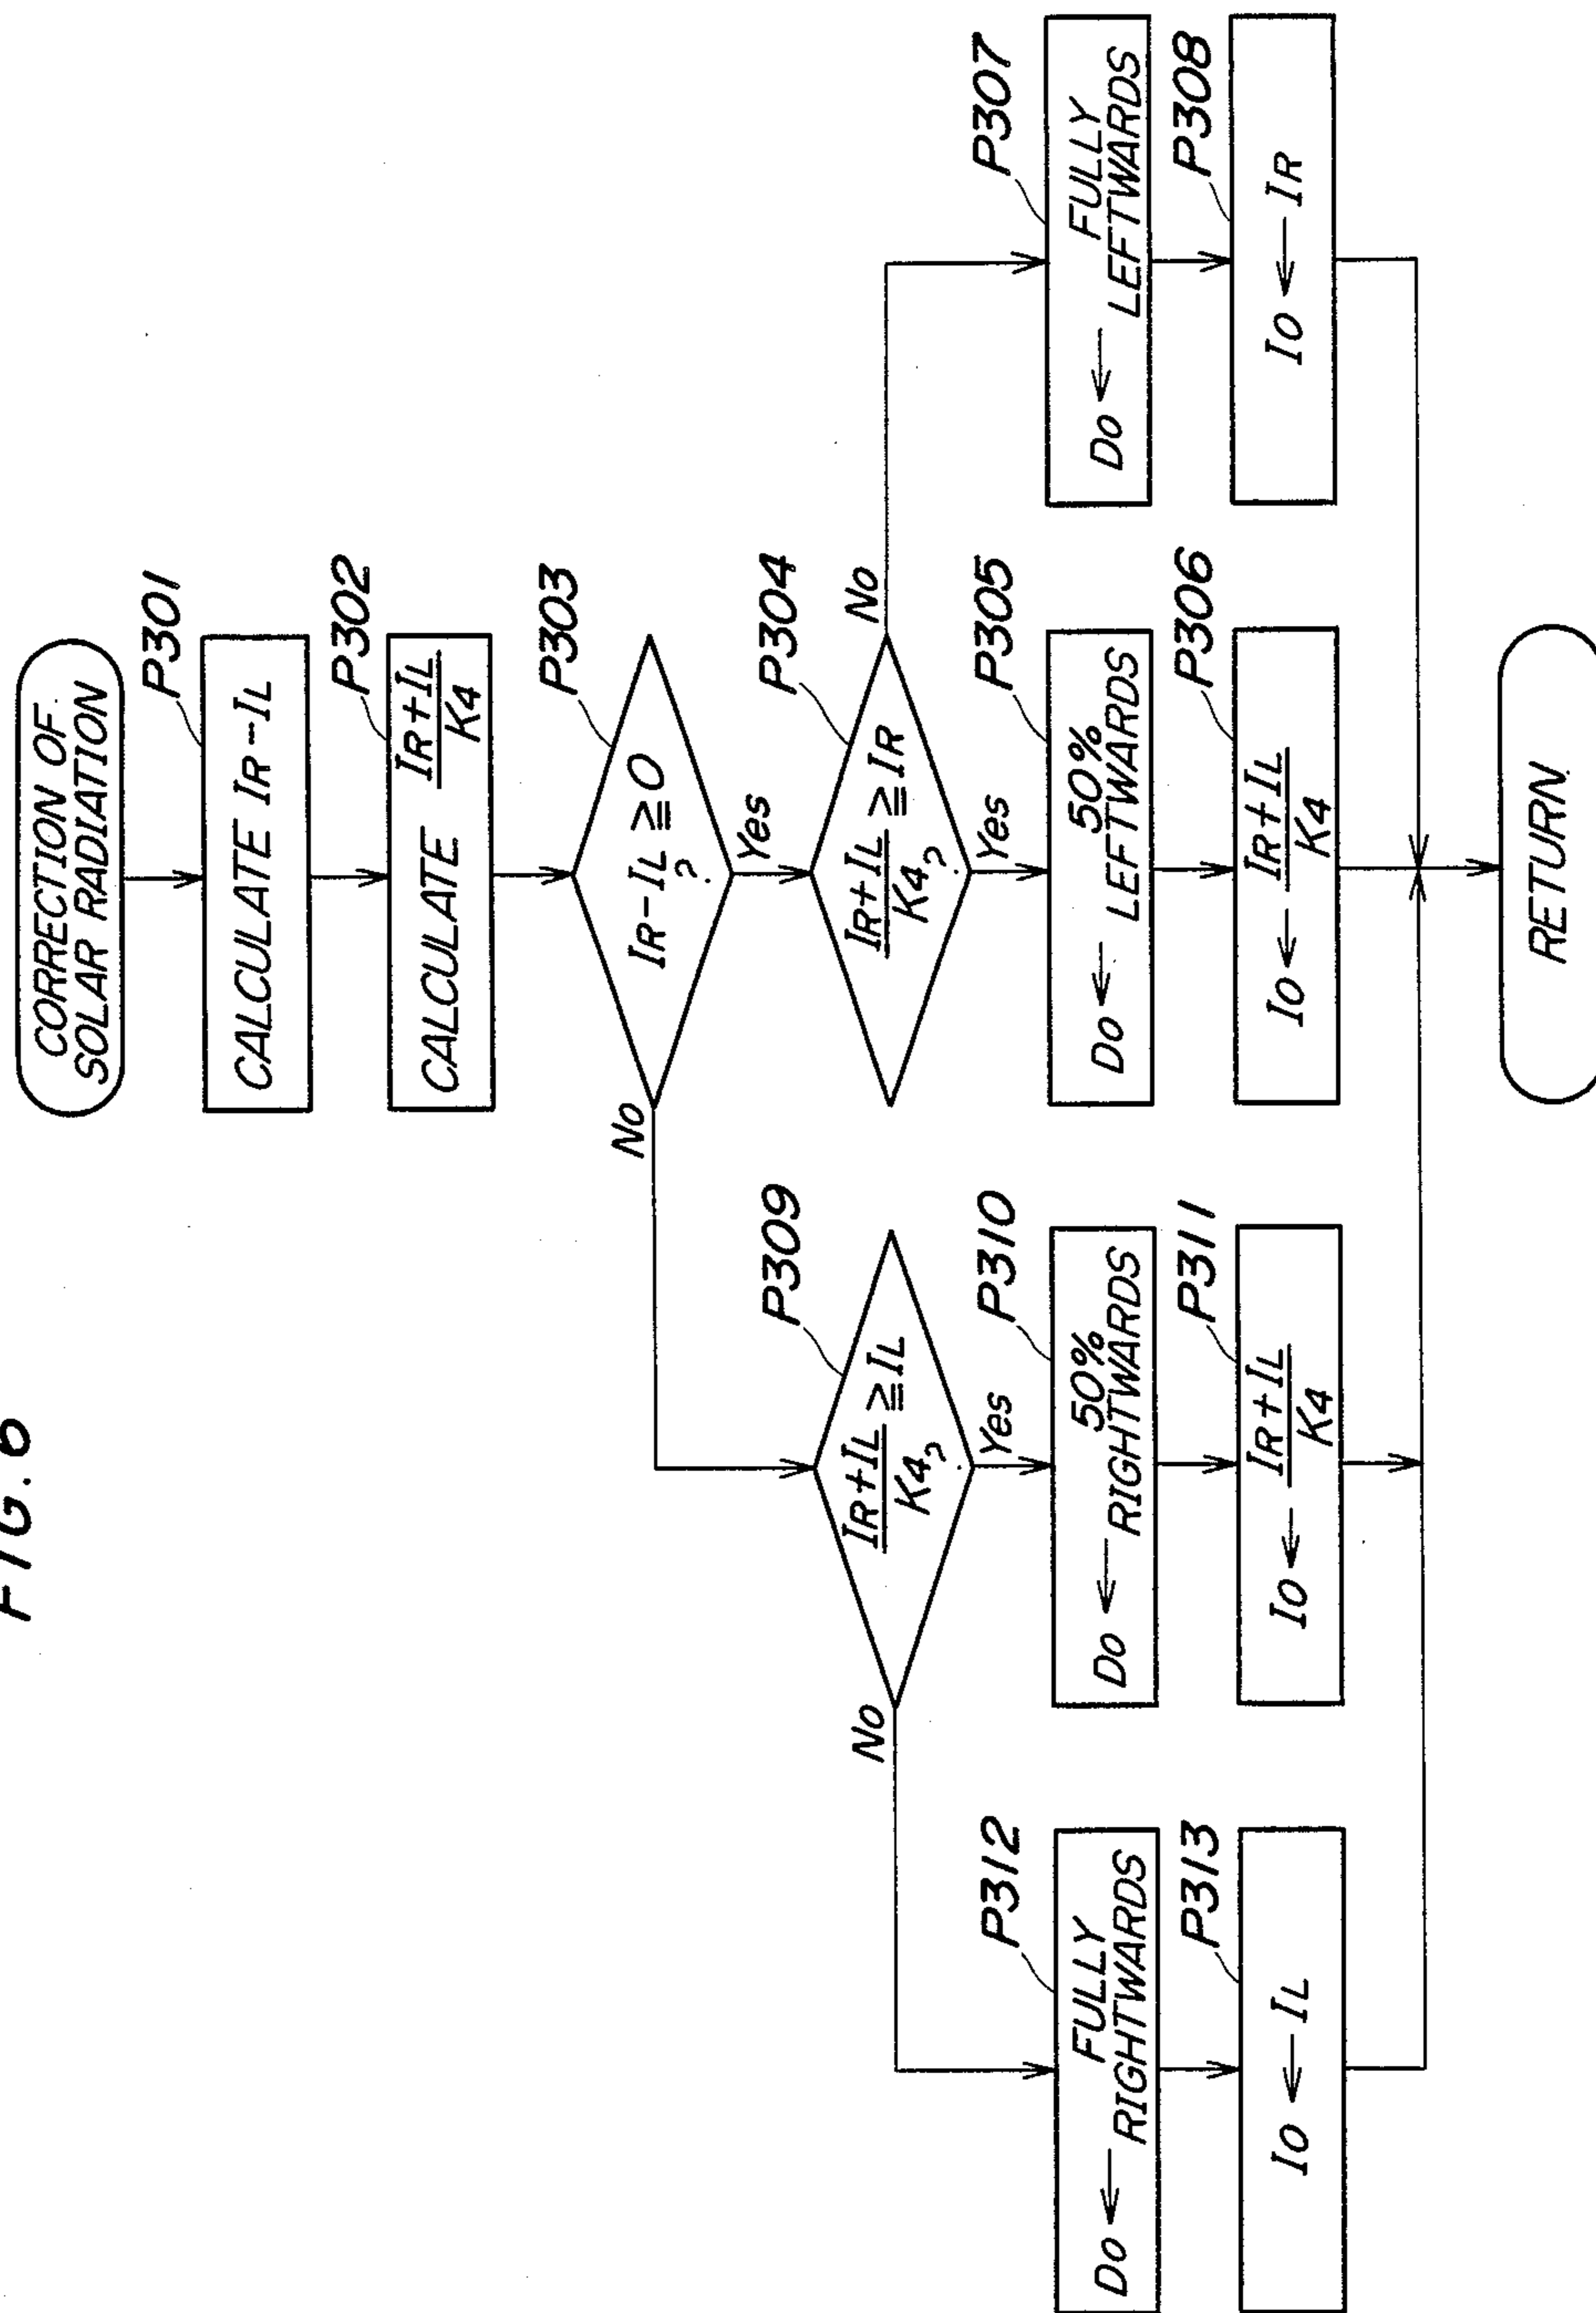 FIG. 6
CORRECTION OF
SOLAR RADIATION
P301
CALCULATE IR-IL
P302
CALCULATE IR+IL
K4
P303
IR-IL ≧0
?
No
Yes
P304
IR+IL ≧IR
K4 ?
No
Yes
P305
50%
Do ← LEFTWARDS
P306
Io ← IR+IL
K4
P307
FULLY
Do ← LEFTWARDS
P308
Io ← IR
P309
IR+IL ≧IL
K4 ?
No
Yes
P310
50%
Do ← RIGHTWARDS
P311
Io ← IR+IL
K4
P312
FULLY
Do ← RIGHTWARDS
P313
Io ← IL
RETURN